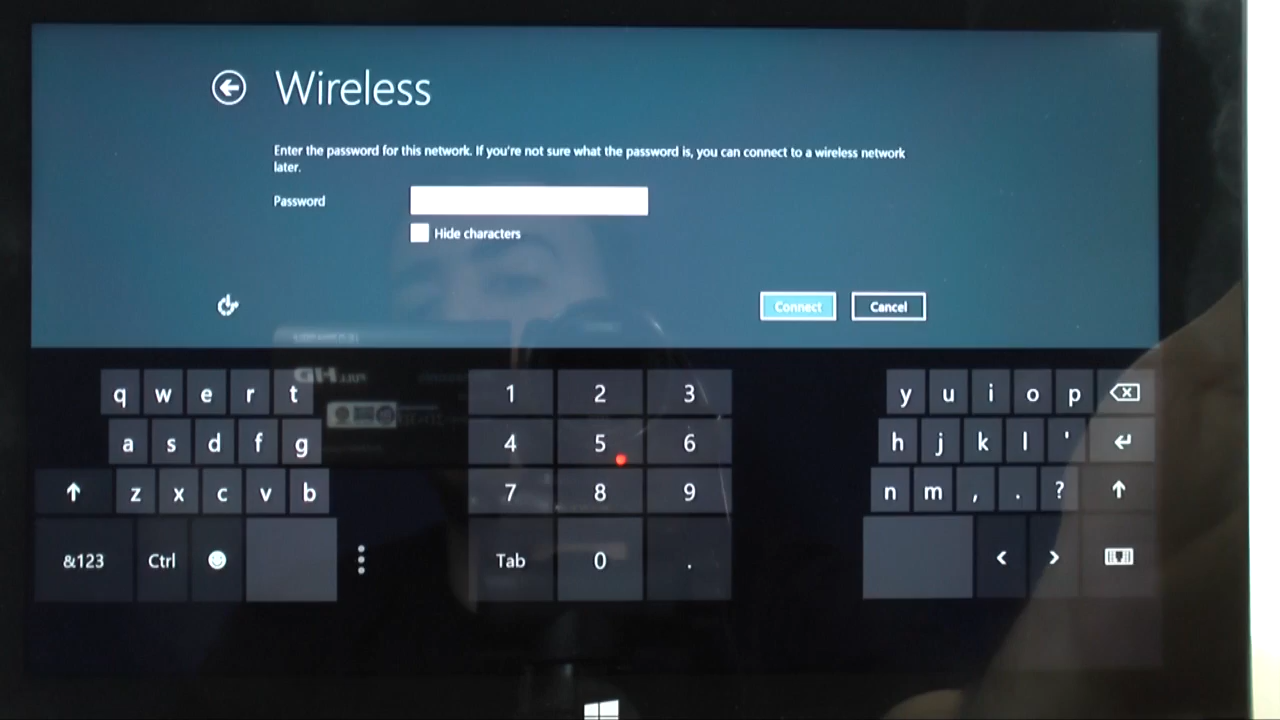 Wireless
Enter the password for this network. If you're not sure what the password is, you can connect to a wireless network
later.
Password
Hide characters
Connect Cancel
q w e r t 1 2 3 y u i o p
a s d f g 4 5 6 h j k l '
z x c v b 7 8 9 n m , . ?
&123 Ctrl Tab 0 . < >